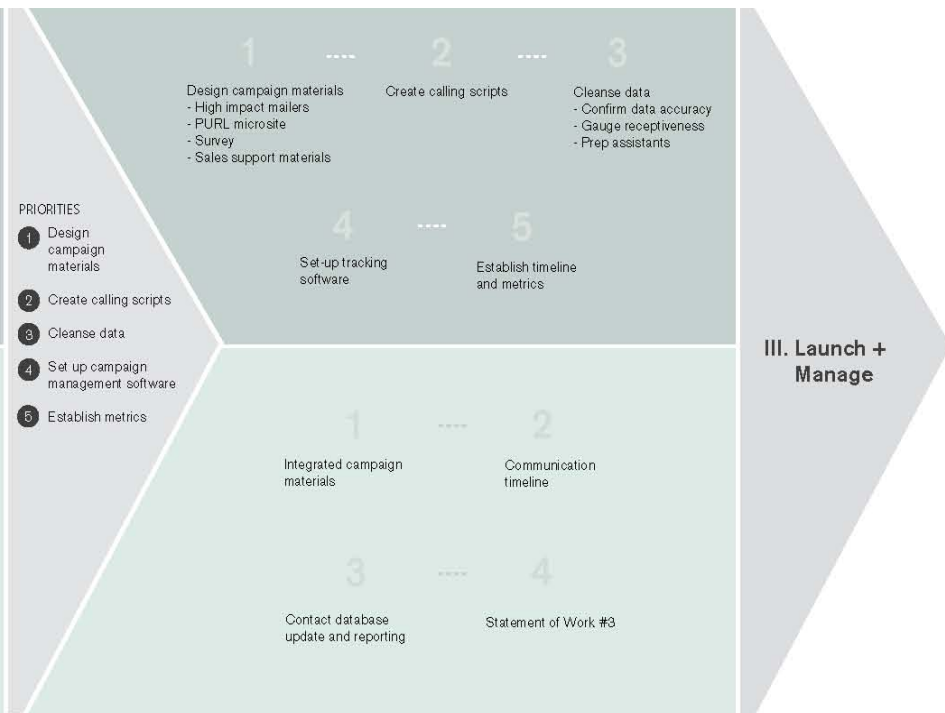 PRIORITIES
1 Design
campaign
materials
2 Create calling scripts
3 Cleanse data
4 Set up campaign
management software
5 Establish metrics
1 ---- 2 ---- 3
Design campaign materials
- High impact mailers
- PURL microsite
- Survey
- Sales support materials
Create calling scripts
Cleanse data
- Confirm data accuracy
- Gauge receptiveness
- Prep assistants
4 ---- 5
Set-up tracking
software
Establish timeline
and metrics
1 ---- 2
Integrated campaign
materials
Communication
timeline
3 ---- 4
Contact database
update and reporting
Statement of Work #3
III. Launch +
Manage